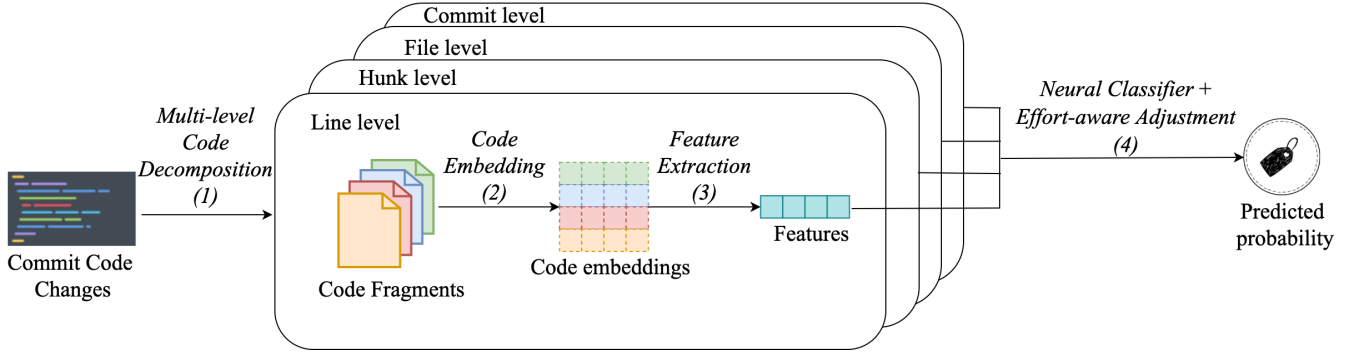 Commit level
File level
Hunk level
Line level
Multi-level
Code
Decomposition
(1)
Commit Code
Changes
Code Fragments
Code
Embedding
(2)
Code embeddings
Feature
Extraction
(3)
Features
Neural Classifier +
Effort-aware Adjustment
(4)
Predicted
probability